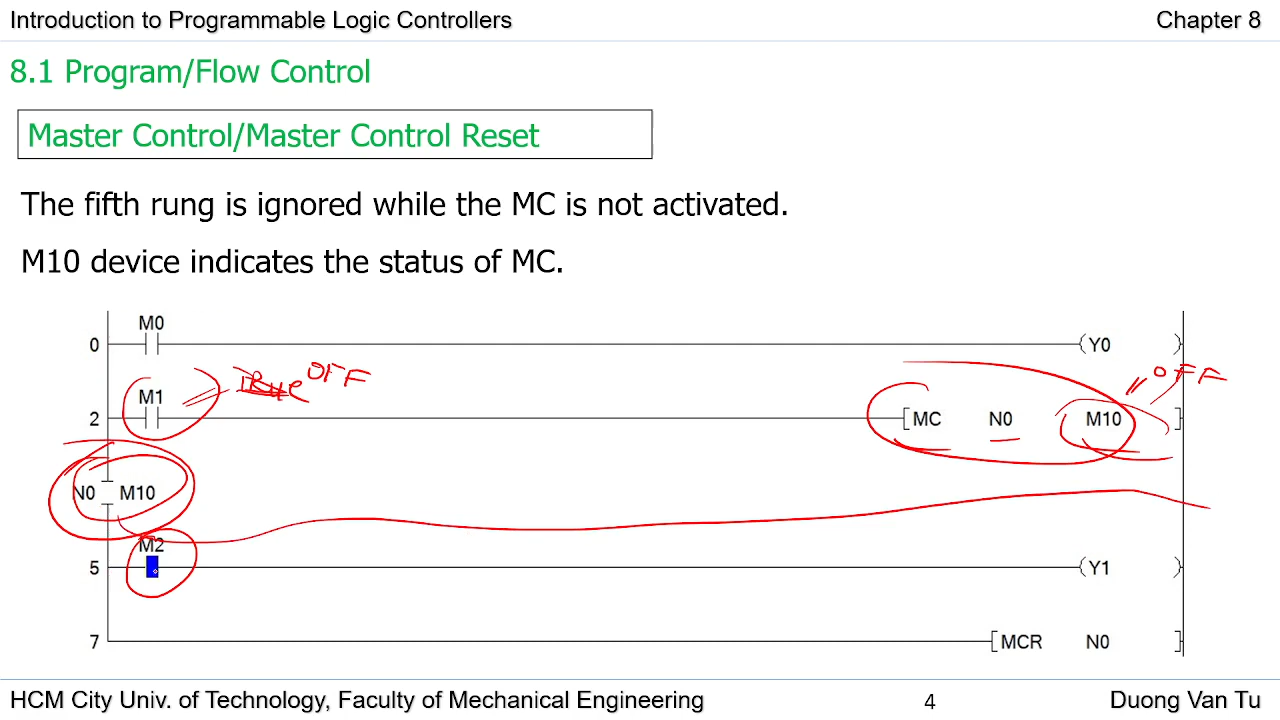 Introduction to Programmable Logic Controllers Chapter 8
8.1 Program/Flow Control
Master Control/Master Control Reset
The fifth rung is ignored while the MC is not activated.
M10 device indicates the status of MC.
M0
0 Y0
OFF
OFF
M1
2 MC N0 M10
N0 M10
M2
5 Y1
7 MCR N0
HCM City Univ. of Technology, Faculty of Mechanical Engineering 4 Duong Van Tu